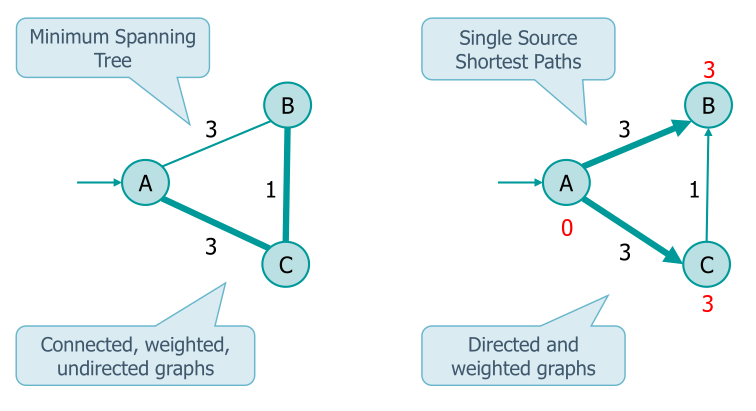 Minimum Spanning
Tree
B
3
A
1
3
C
Connected, weighted,
undirected graphs
Single Source
Shortest Paths
3
B
3
A
1
0
3
C
3
Directed and
weighted graphs